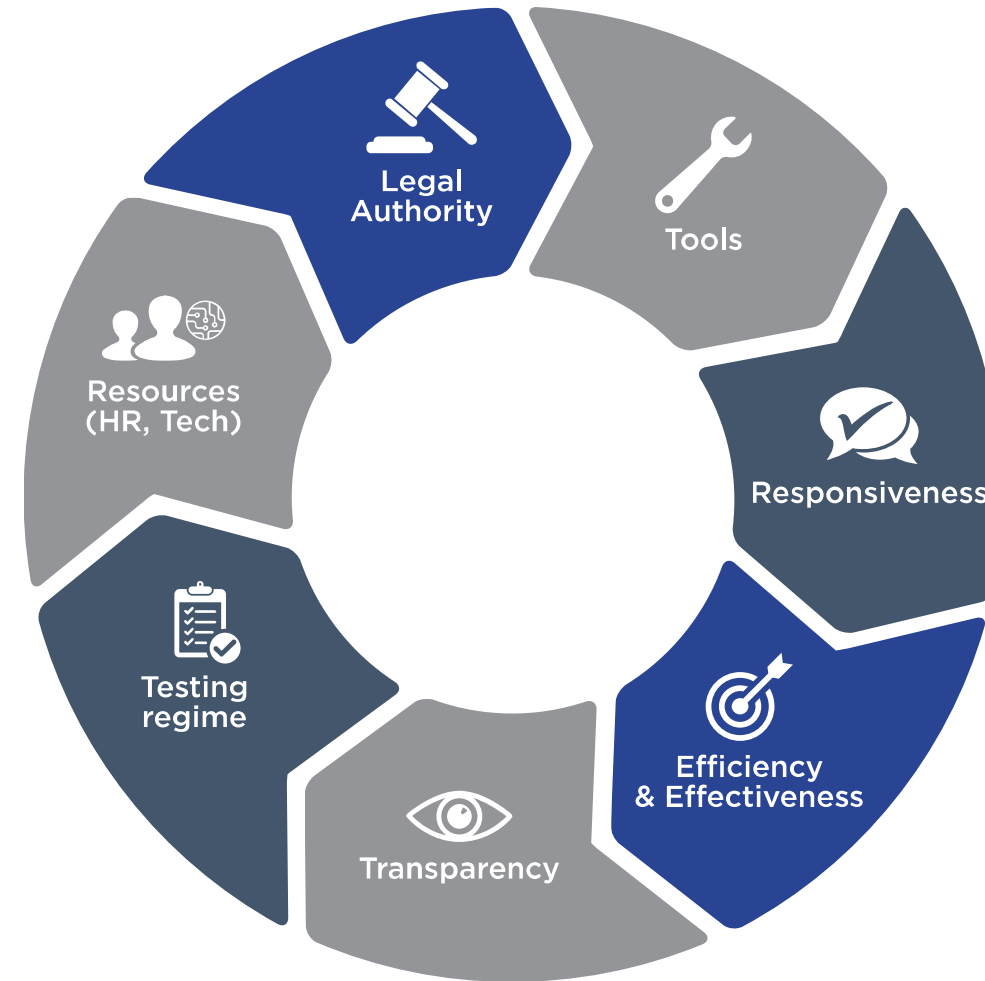 Legal
Authority
Tools
Responsiveness
Efficiency
& Effectiveness
Transparency
Testing
regime
Resources
(HR, Tech)